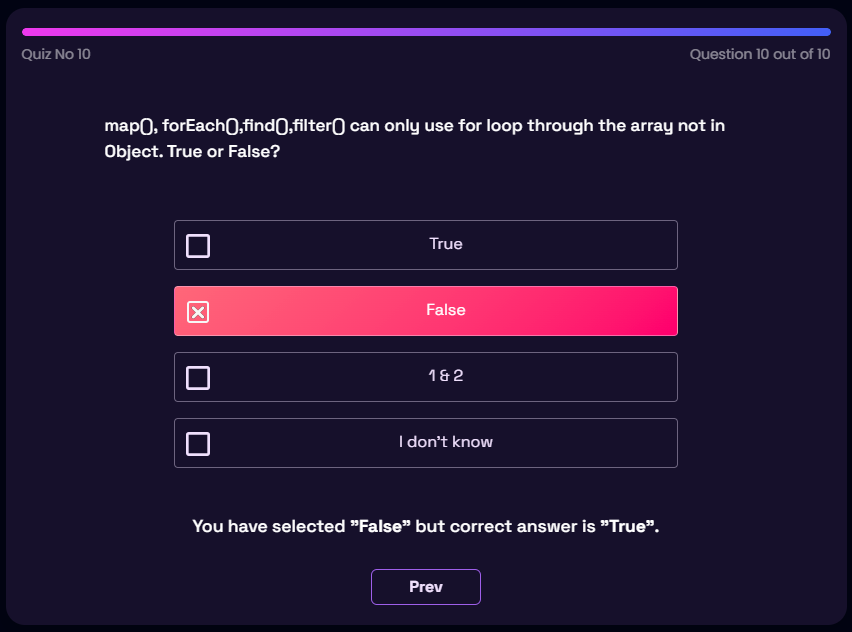 Quiz No 10
Question 10 out of 10
map(), forEach(),find(),filter() can only use for loop through the array not in
Object. True or False?
True
False
1 & 2
I don't know
You have selected "False" but correct answer is "True".
Prev